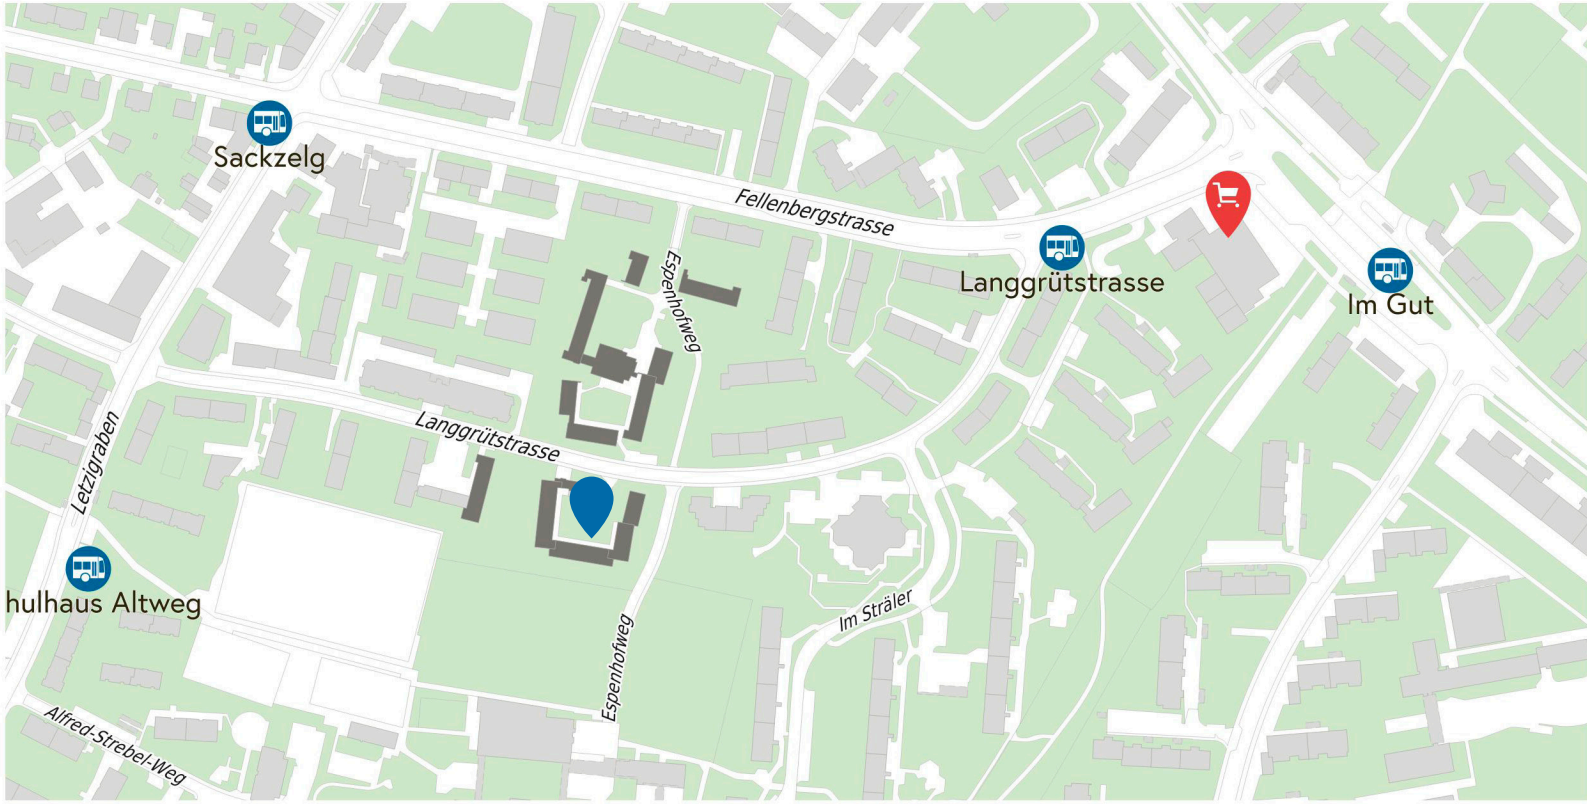 Sackzelg
Fellenbergstrasse
Langgrütstrasse
Im Gut
Espenhofweg
Langgrütstrasse
Letzigraben
hulhaus Altweg
Im Sträler
Espenhofweg
Alfred-Strebel-Weg